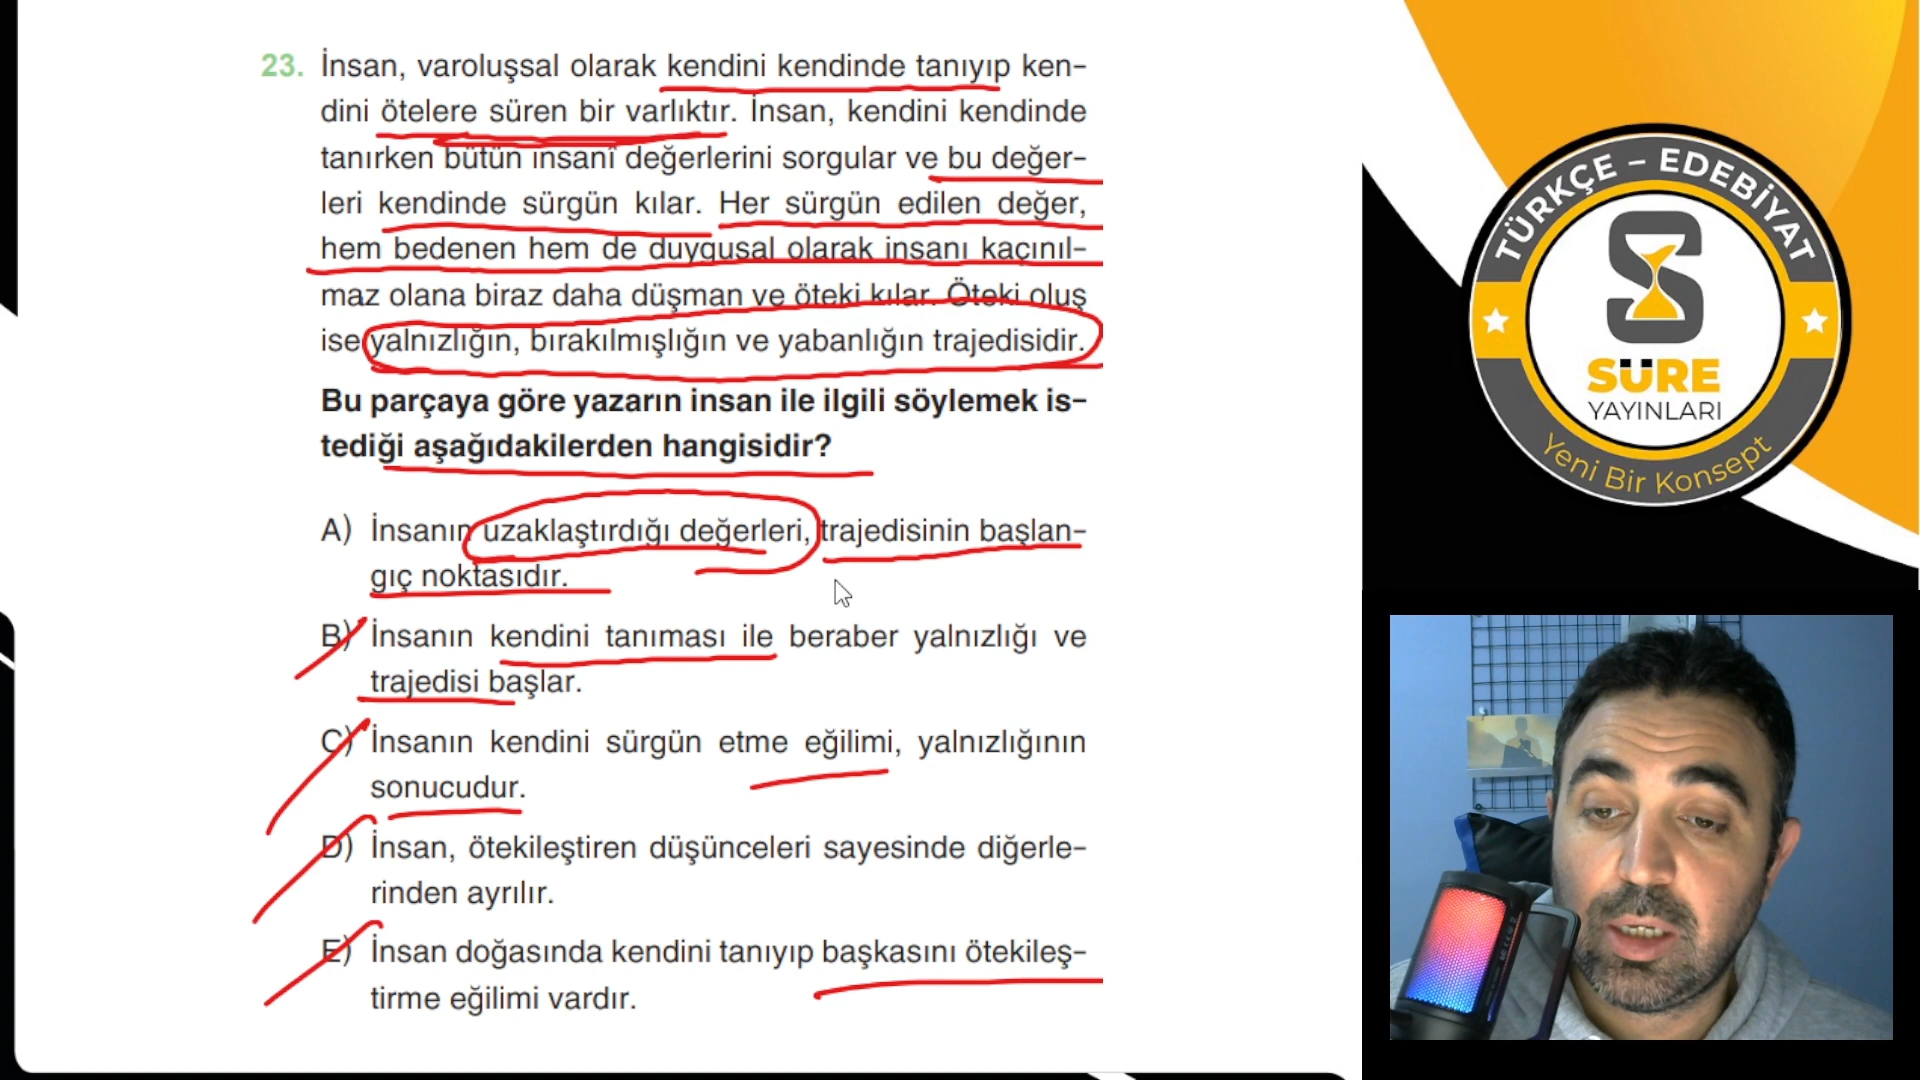 23. İnsan, varoluşsal olarak kendini kendinde tanıyıp ken-
dini ötelere süren bir varlıktır. İnsan, kendini kendinde
tanırken bütün insanî değerlerini sorgular ve bu değer-
leri kendinde sürgün kılar. Her sürgün edilen değer,
hem bedenen hem de duygusal olarak insanı kaçınıl-
maz olana biraz daha düşman ve öteki kılar. Öteki oluş
ise yalnızlığın, bırakılmışlığın ve yabanlığın trajedisidir.
Bu parçaya göre yazarın insan ile ilgili söylemek is-
tediği aşağıdakilerden hangisidir?
A) İnsanın uzaklaştırdığı değerleri, trajedisinin başlan-
gıç noktasıdır.
B) İnsanın kendini tanıması ile beraber yalnızlığı ve
trajedisi başlar.
C) İnsanın kendini sürgün etme eğilimi, yalnızlığının
sonucudur.
D) İnsan, ötekileştiren düşünceleri sayesinde diğerle-
rinden ayrılır.
E) İnsan doğasında kendini tanıyıp başkasını ötekileş-
tirme eğilimi vardır.
TÜRKÇE – EDEBİYAT
SÜRE
YAYINLARI
Yeni Bir Konsept